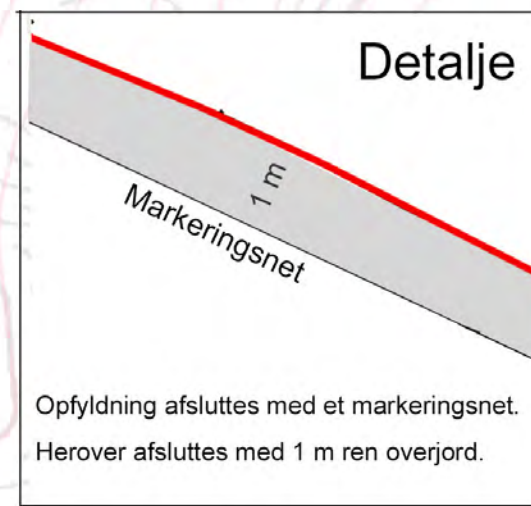 Detalje
1 m
Markeringsnet
Opfyldning afsluttes med et markeringsnet.
Herover afsluttes med 1 m ren overjord.